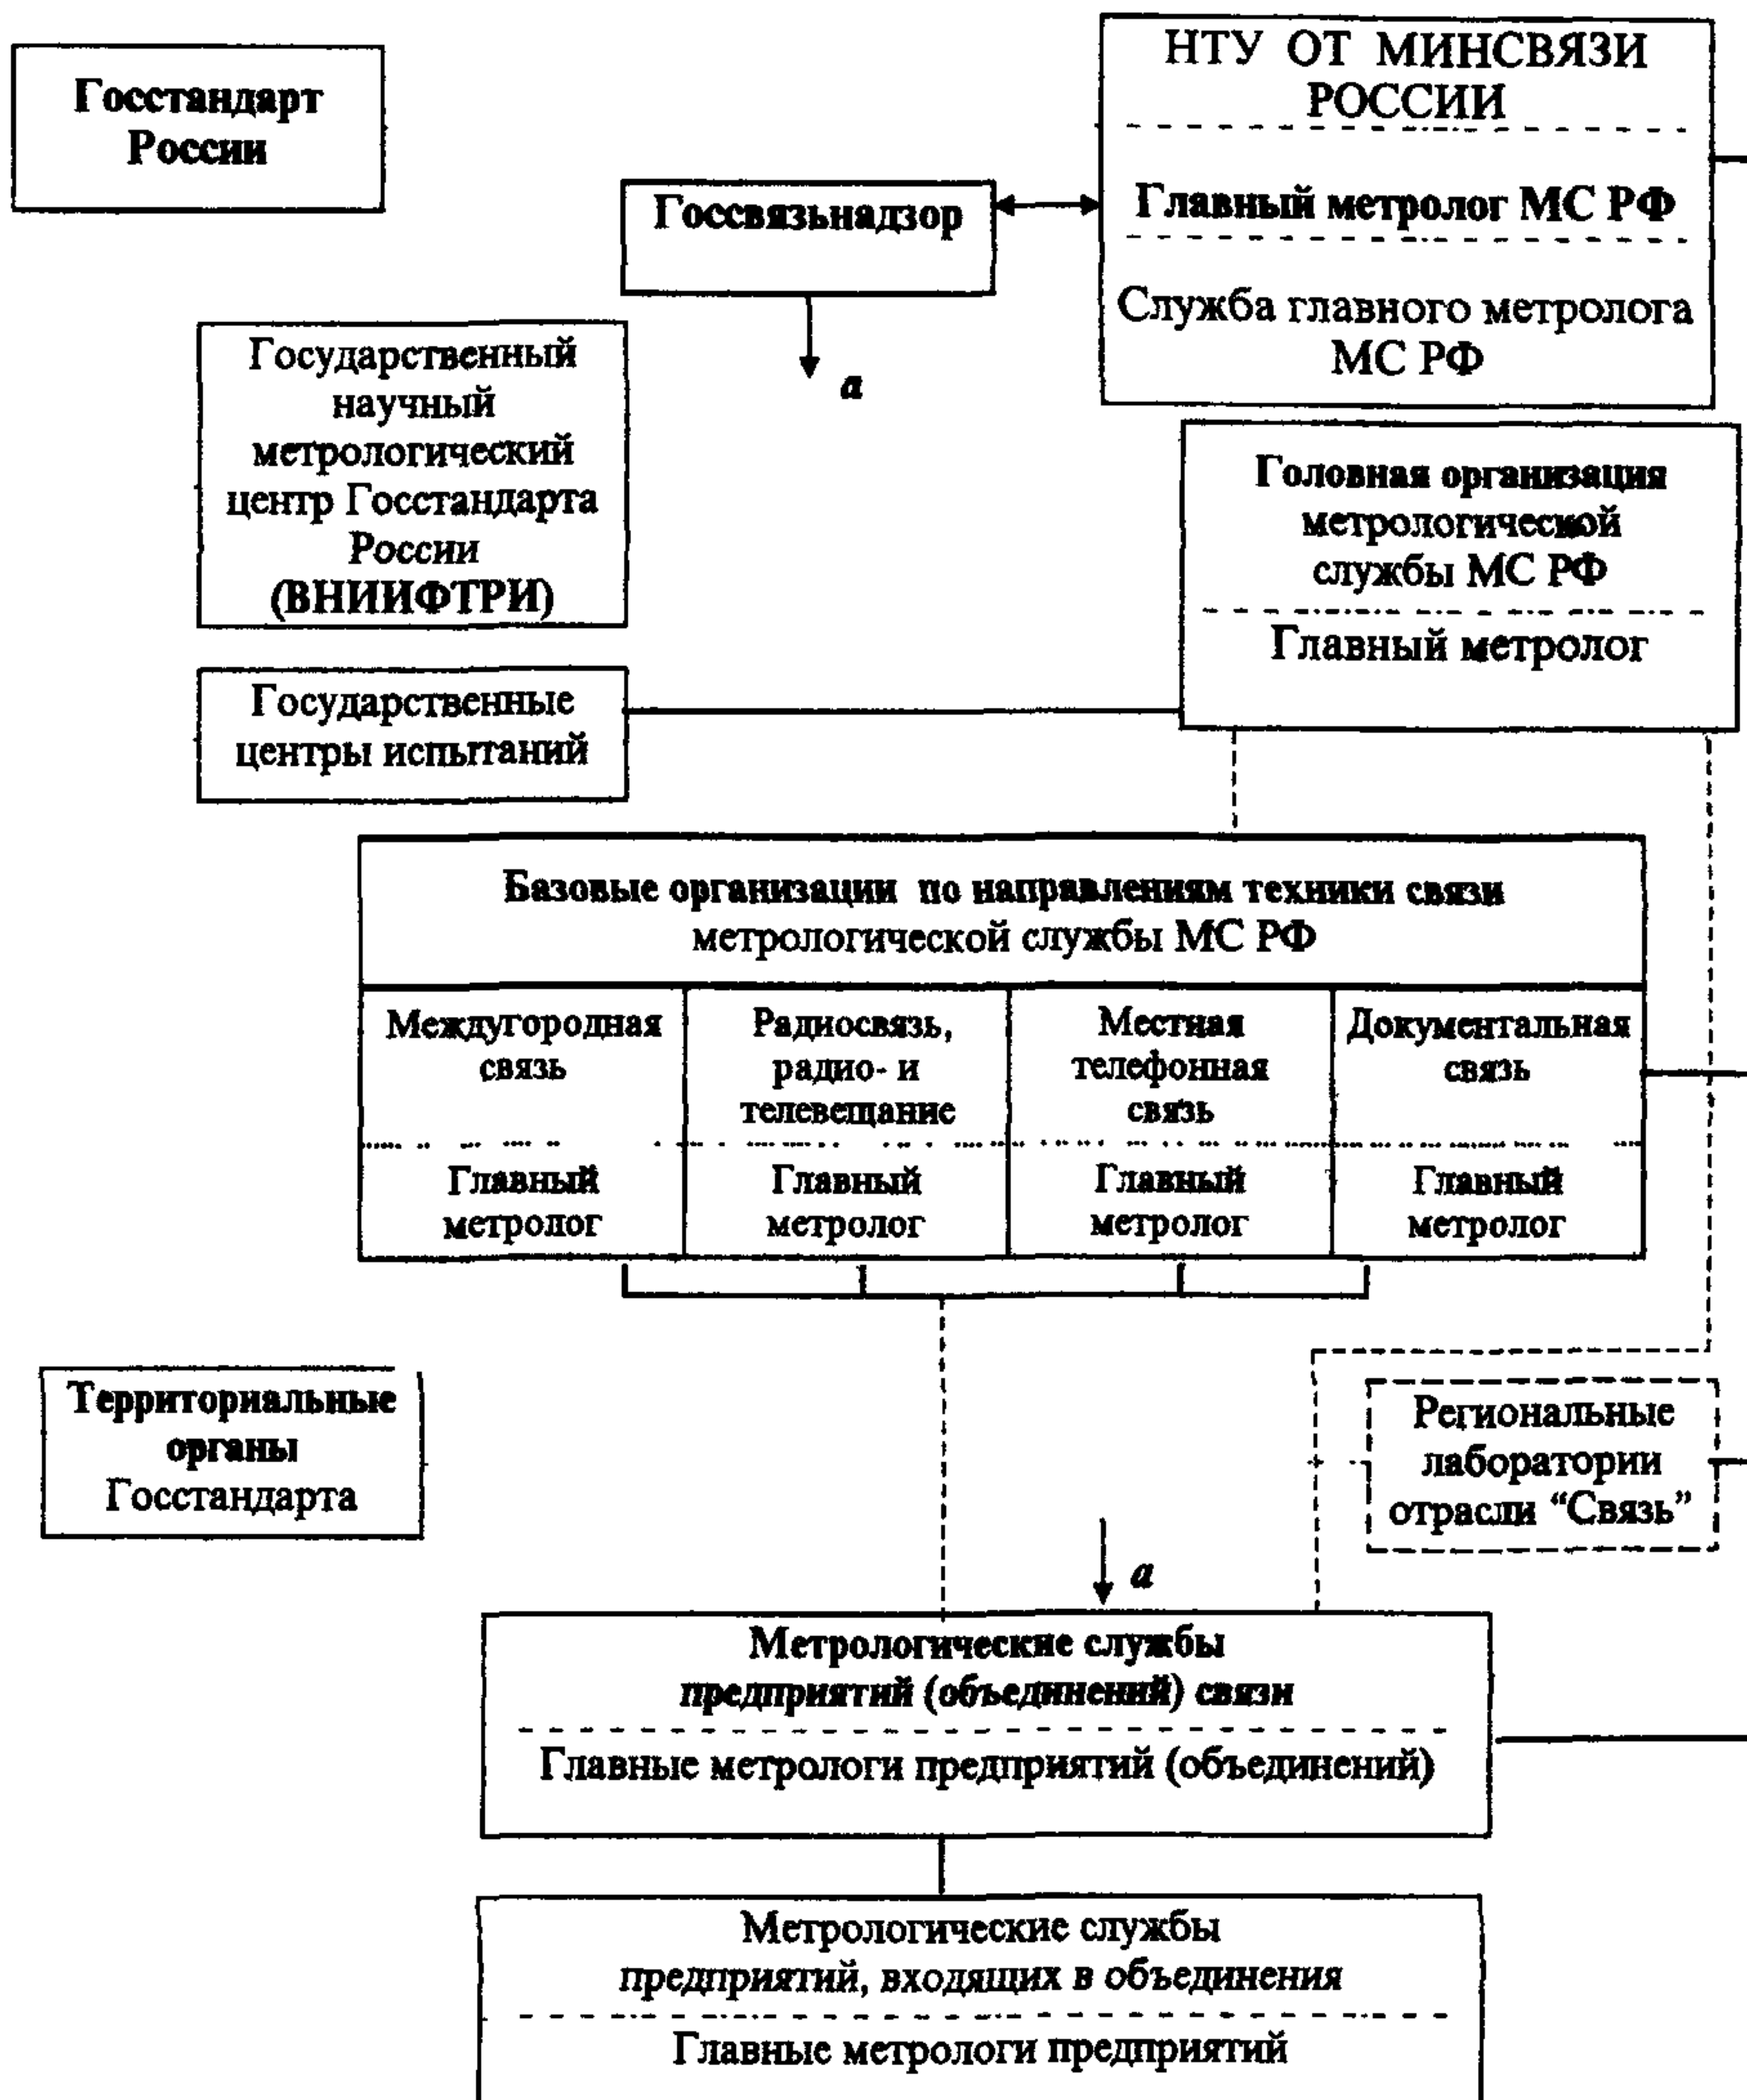 Госстандарт
России
НТУ ОТ МИНСВЯЗИ
РОССИИ
Главный метролог МС РФ
Служба главного метролога
МС РФ
Госсвязьнадзор
а
Государственный
научный
метрологический
центр Госстандарта
России
(ВНИИФТРИ)
Головная организация
метрологической
службы МС РФ
Главный метролог
Государственные
центры испытаний
Базовые организации по направлениям техники связи
метрологической службы МС РФ
Междугородная
связь
Главный
метролог
Радиосвязь,
радио- и
телевещание
Главный
метролог
Местная
телефонная
связь
Главный
метролог
Документальная
связь
Главный
метролог
Территориальные
органы
Госстандарта
Региональные
лаборатории
отрасли “Связь”
а
Метрологические службы
предприятий (объединений) связи
Главные метрологи предприятий (объединений)
Метрологические службы
предприятий, входящих в объединения
Главные метрологи предприятий